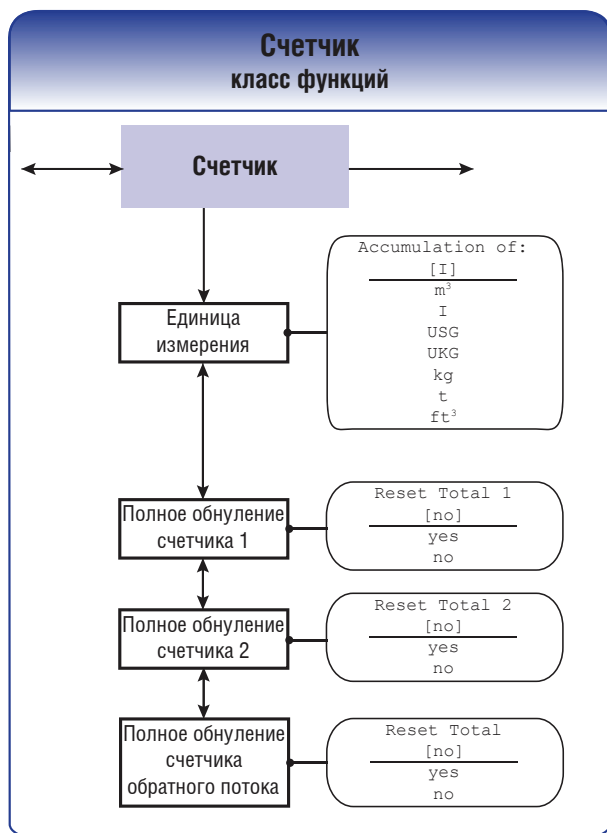 Счетчик
класс функций
Счетчик
Единица
измерения
Accumulation of:
[I]
m³
I
USG
UKG
kg
t
ft³
Полное обнуление
счетчика 1
Reset Total 1
[no]
yes
no
Полное обнуление
счетчика 2
Reset Total 2
[no]
yes
no
Полное обнуление
счетчика
обратного потока
Reset Total
[no]
yes
no